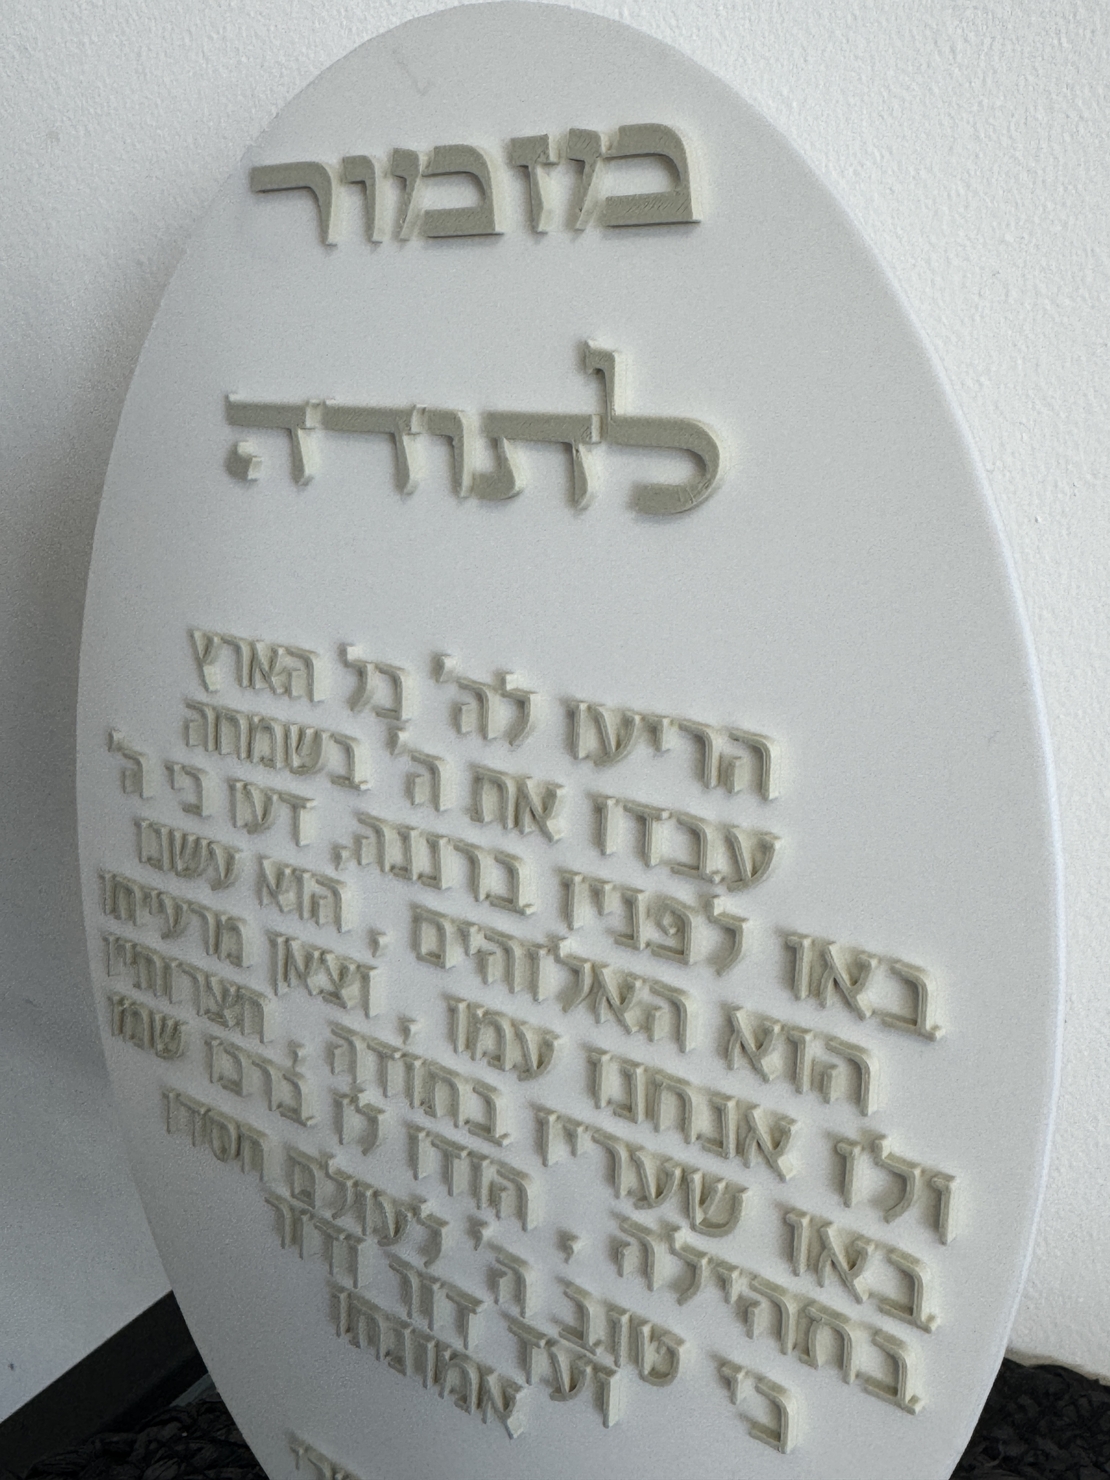 מזמור
לתודה
הריעו לה' כל הארץ
עבדו את ה' בשמחה
באו לפניו ברננה, דעו כי ה'
הוא האלוהים , הוא עשנו
ולו אנחנו עמו , וצאן מרעיתו
באו שעריו בתודה , חצרותיו
בתהילה , הודו לו ברכו שמו
כי טוב ה' לעולם חסדו
ועד דור ודור
אמונתו